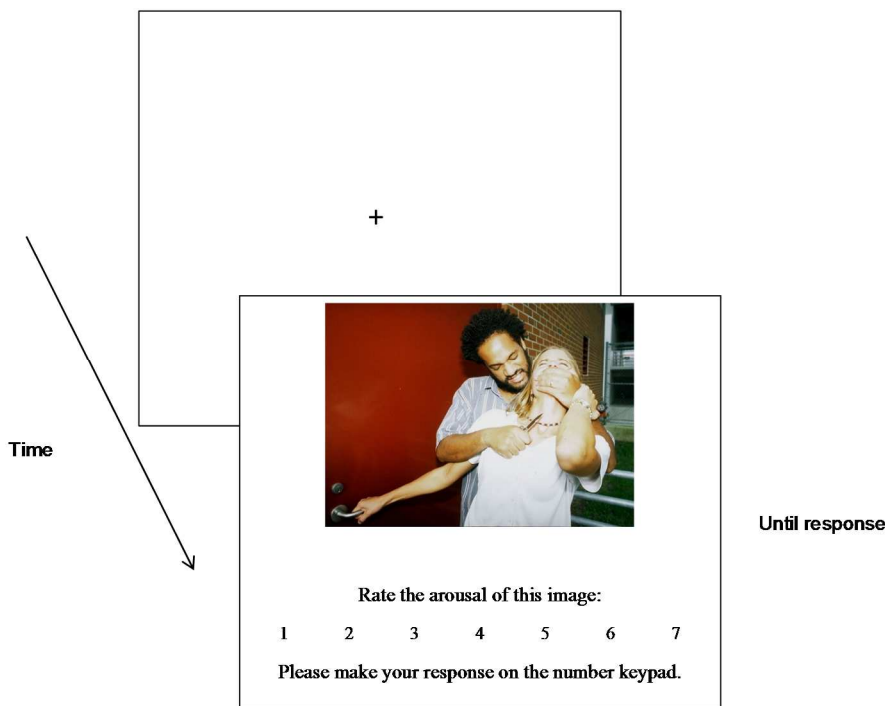 +
Time
Until response
Rate the arousal of this image:
1 2 3 4 5 6 7
Please make your response on the number keypad.